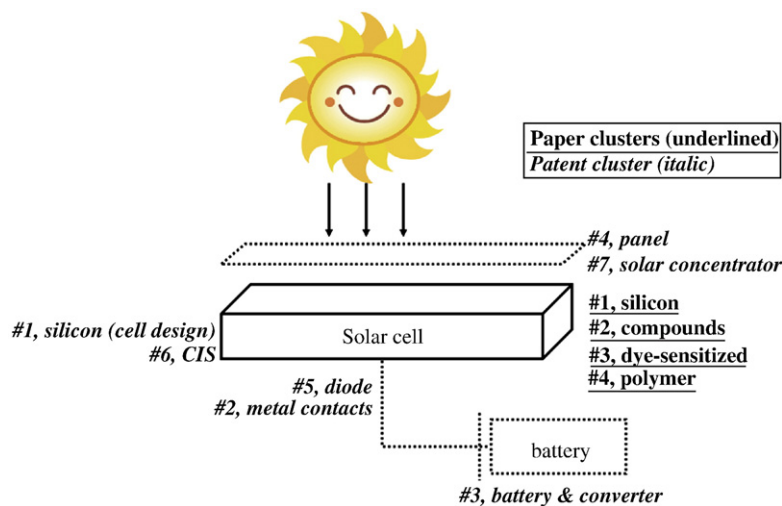 Paper clusters (underlined)
Patent cluster (italic)
#4, panel
#7, solar concentrator
#1, silicon (cell design)
#6, CIS
Solar cell
#1, silicon
#2, compounds
#3, dye-sensitized
#4, polymer
#5, diode
#2, metal contacts
battery
#3, battery & converter